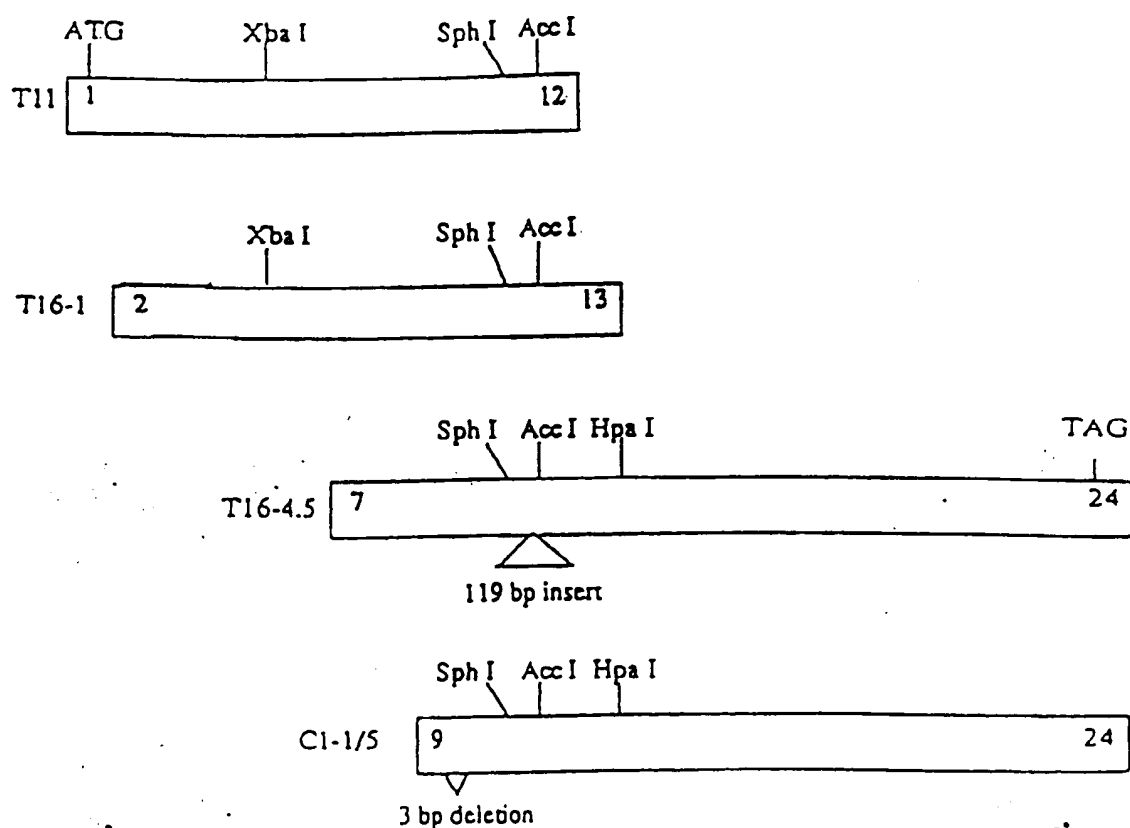 ATG Xba I Sph I Acc I
T11 1 12
Xba I Sph I Acc I
T16-1 2 13
Sph I Acc I Hpa I TAG
T16-4.5 7 24
119 bp insert
Sph I Acc I Hpa I
C1-1/5 9 24
3 bp deletion